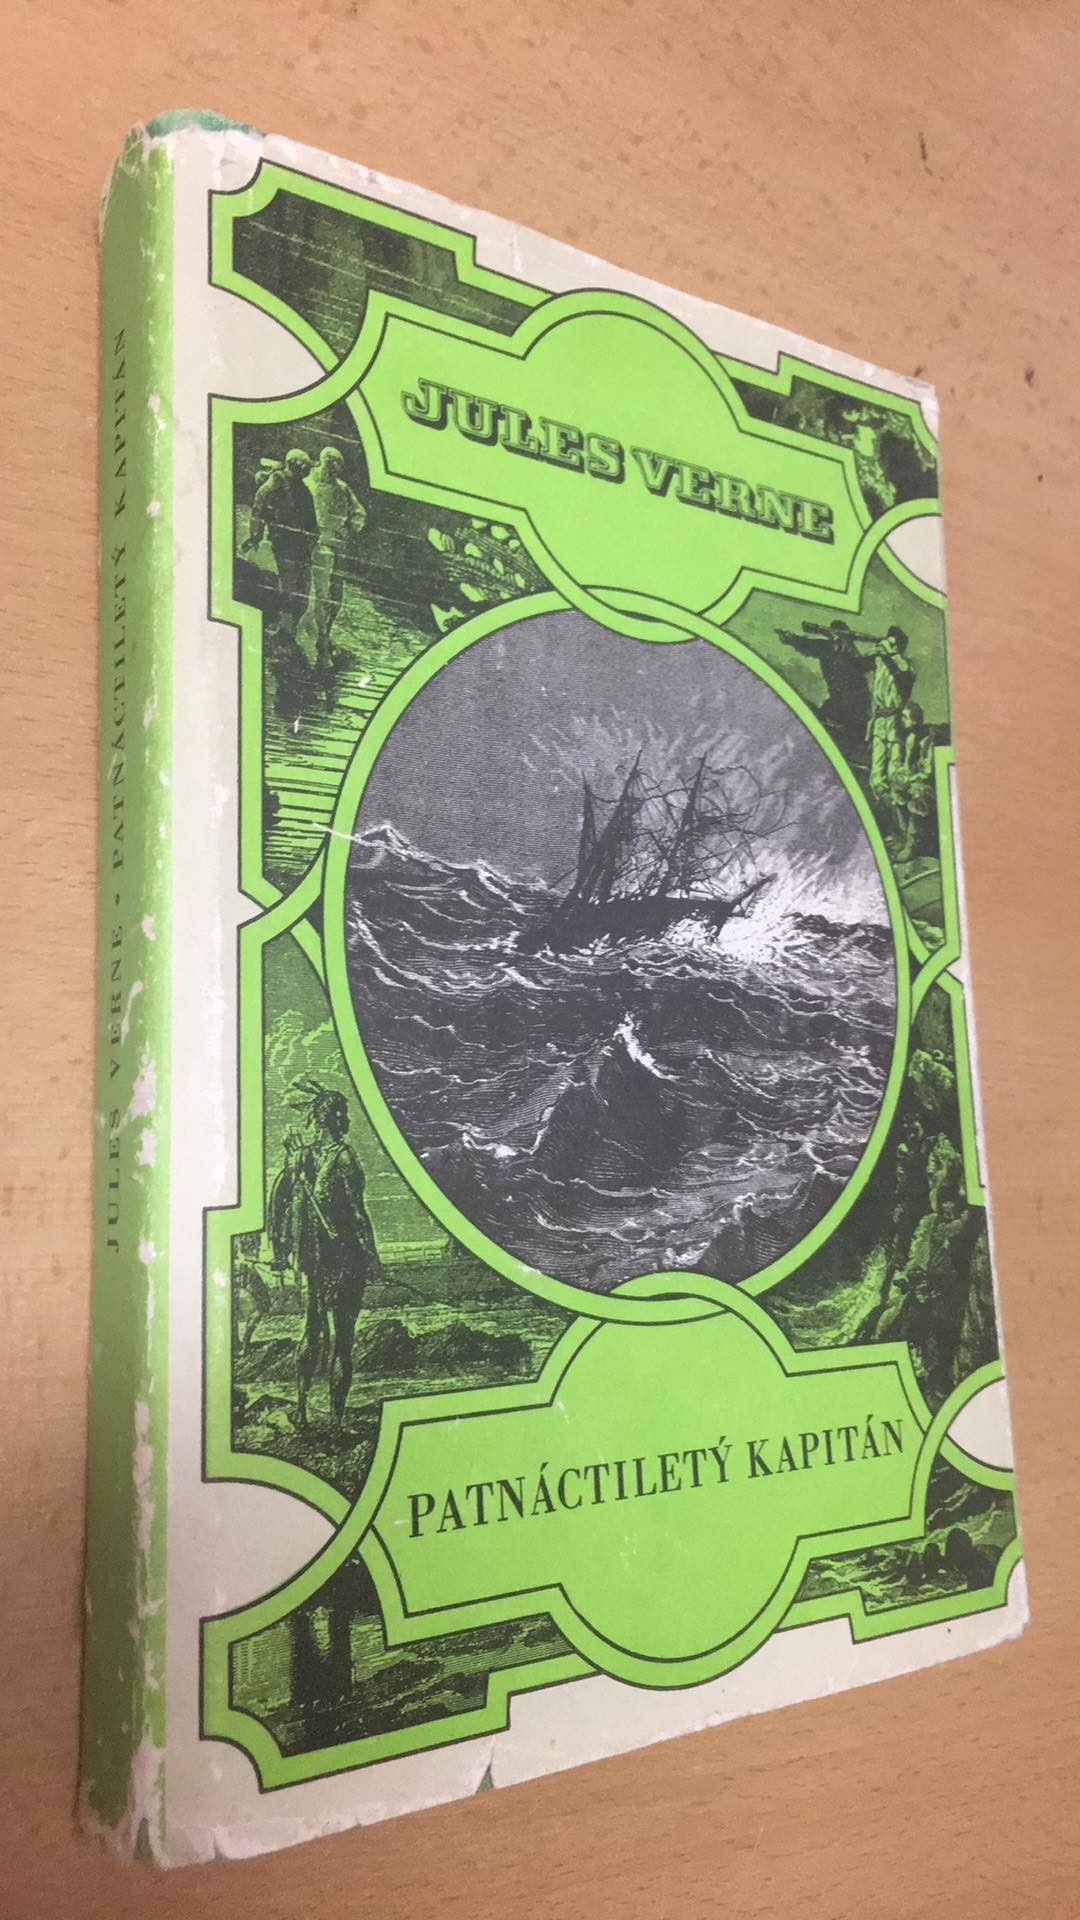 JULES VERNE
PATNÁCTILETÝ KAPITÁN
JULES VERNE • PATNÁCTILETÝ KAPITÁN